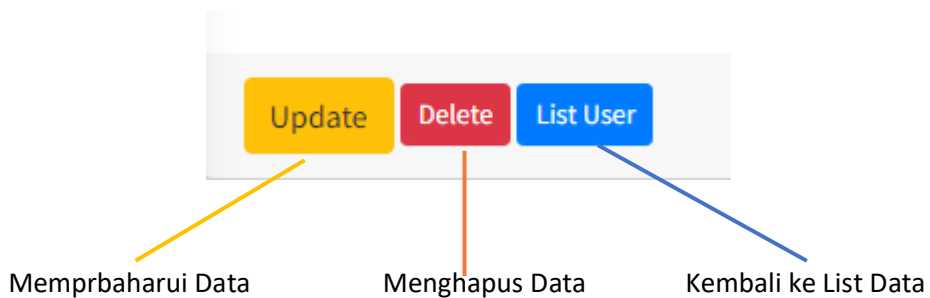 Update Delete List User
Memprbaharui Data Menghapus Data Kembali ke List Data